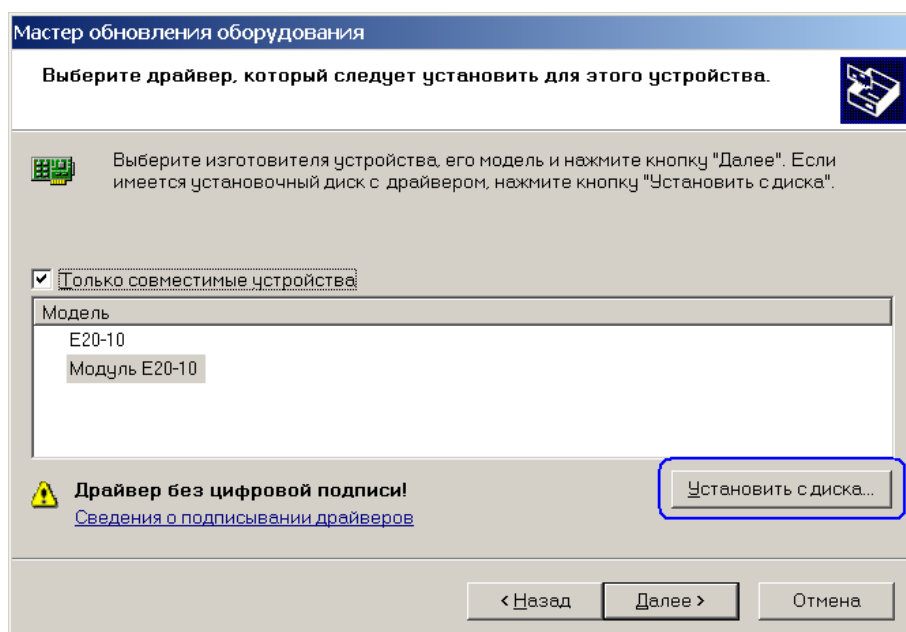 Мастер обновления оборудования
Выберите драйвер, который следует установить для этого устройства.
Выберите изготовителя устройства, его модель и нажмите кнопку "Далее". Если
имеется установочный диск с драйвером, нажмите кнопку "Установить с диска".
Только совместимые устройства
Модель
E20-10
Модуль E20-10
Драйвер без цифровой подписи!
Сведения о подписывании драйверов
Установить с диска...
< Назад
Далее >
Отмена